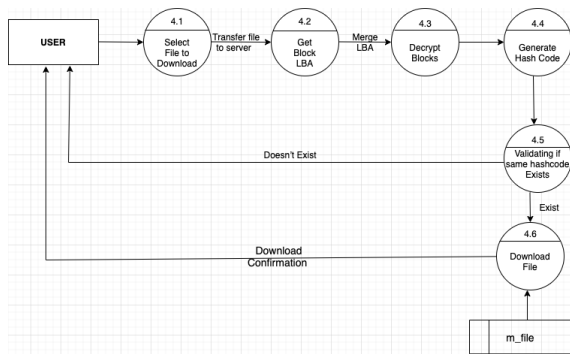 4.1
4.2
4.3
4.4
USER
Select
File to
Download
Transfer file
to server
Get
Block
LBA
Merge
LBA
Decrypt
Blocks
Generate
Hash Code
4.5
Validating if
same hashcode
Exists
Doesn't Exist
Exist
4.6
Download
File
Download
Confirmation
m_file